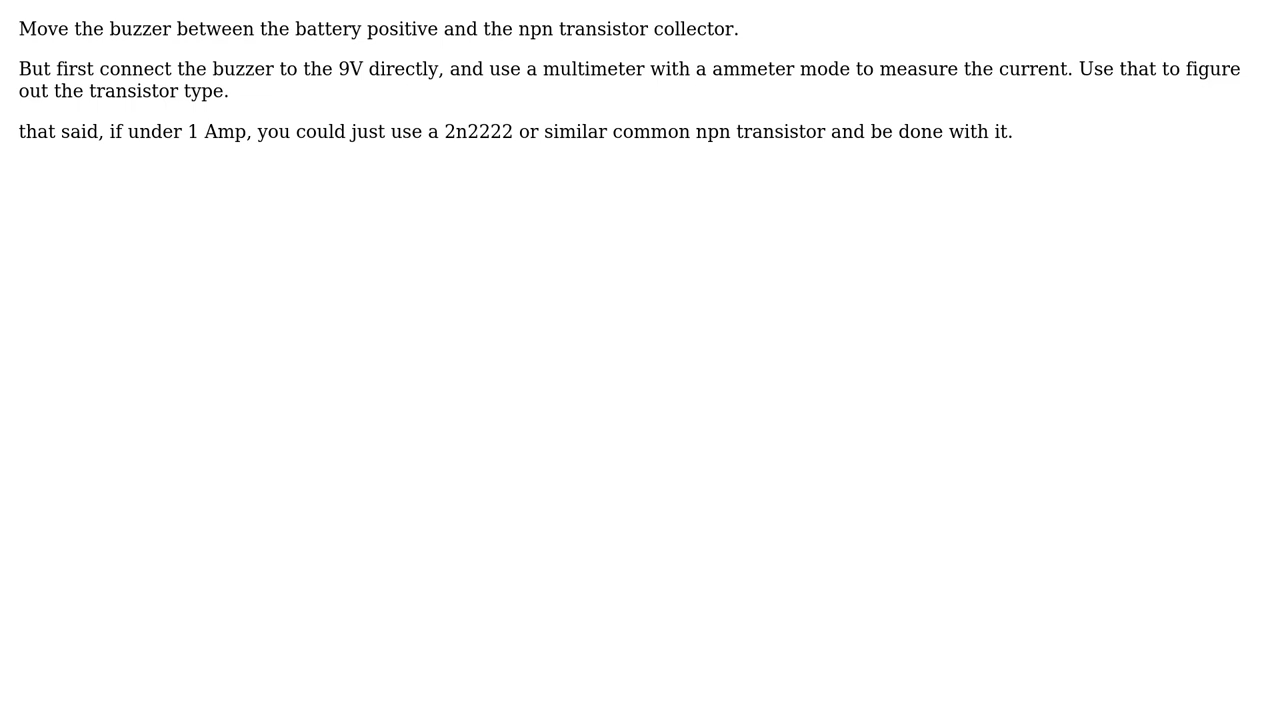 Move the buzzer between the battery positive and the npn transistor collector.
But first connect the buzzer to the 9V directly, and use a multimeter with a ammeter mode to measure the current. Use that to figure
out the transistor type.
that said, if under 1 Amp, you could just use a 2n2222 or similar common npn transistor and be done with it.